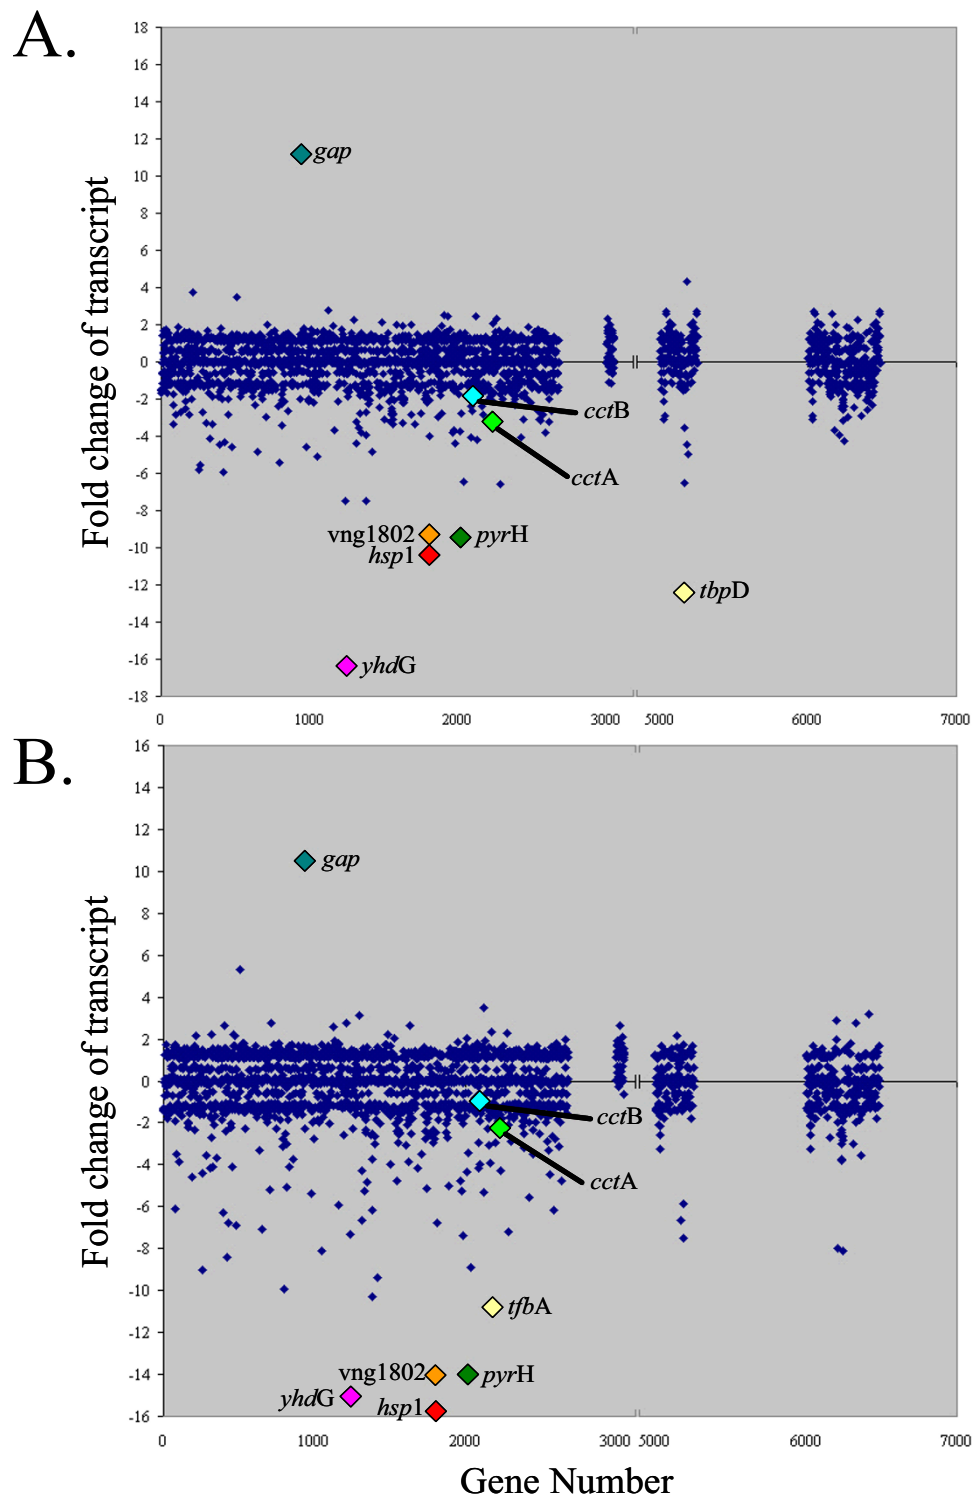 A.
18
16
14
12
10
8
6
4
2
0
-2
-4
-6
-8
-10
-12
-14
-16
-18
Fold change of transcript
gap
cctB
cctA
vng1802
pyrH
hsp1
tbpD
yhdG
0 1000 2000 3000 5000 6000 7000
B.
16
14
12
10
8
6
4
2
0
-2
-4
-6
-8
-10
-12
-14
-16
Fold change of transcript
gap
cctB
cctA
tfbA
vng1802
pyrH
yhdG
hsp1
0 1000 2000 3000 5000 6000 7000
Gene Number